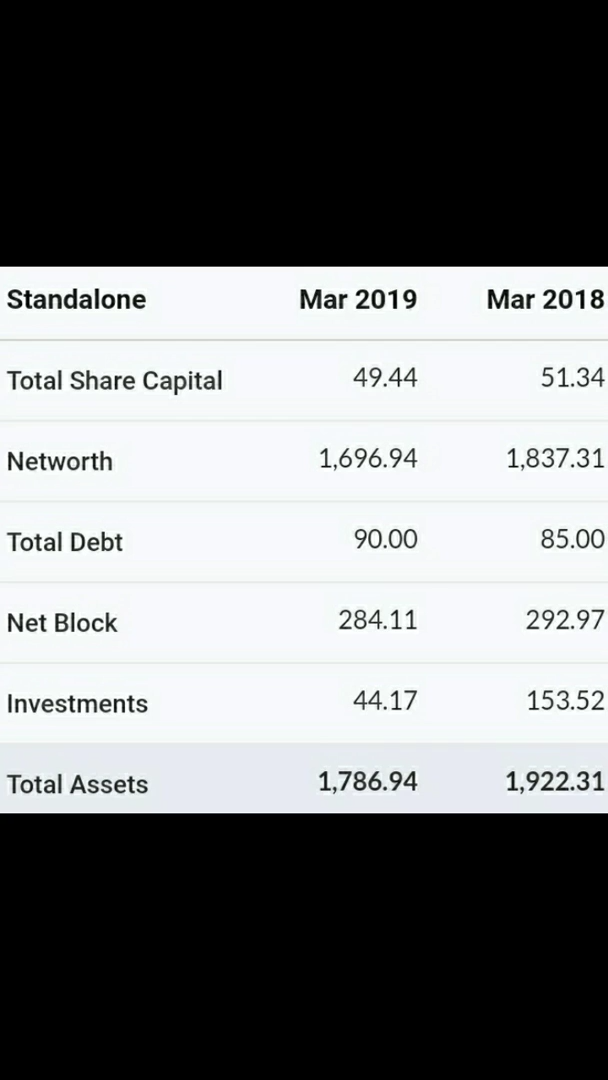 Standalone Mar 2019 Mar 2018
Total Share Capital 49.44 51.34
Networth 1,696.94 1,837.31
Total Debt 90.00 85.00
Net Block 284.11 292.97
Investments 44.17 153.52
Total Assets 1,786.94 1,922.31